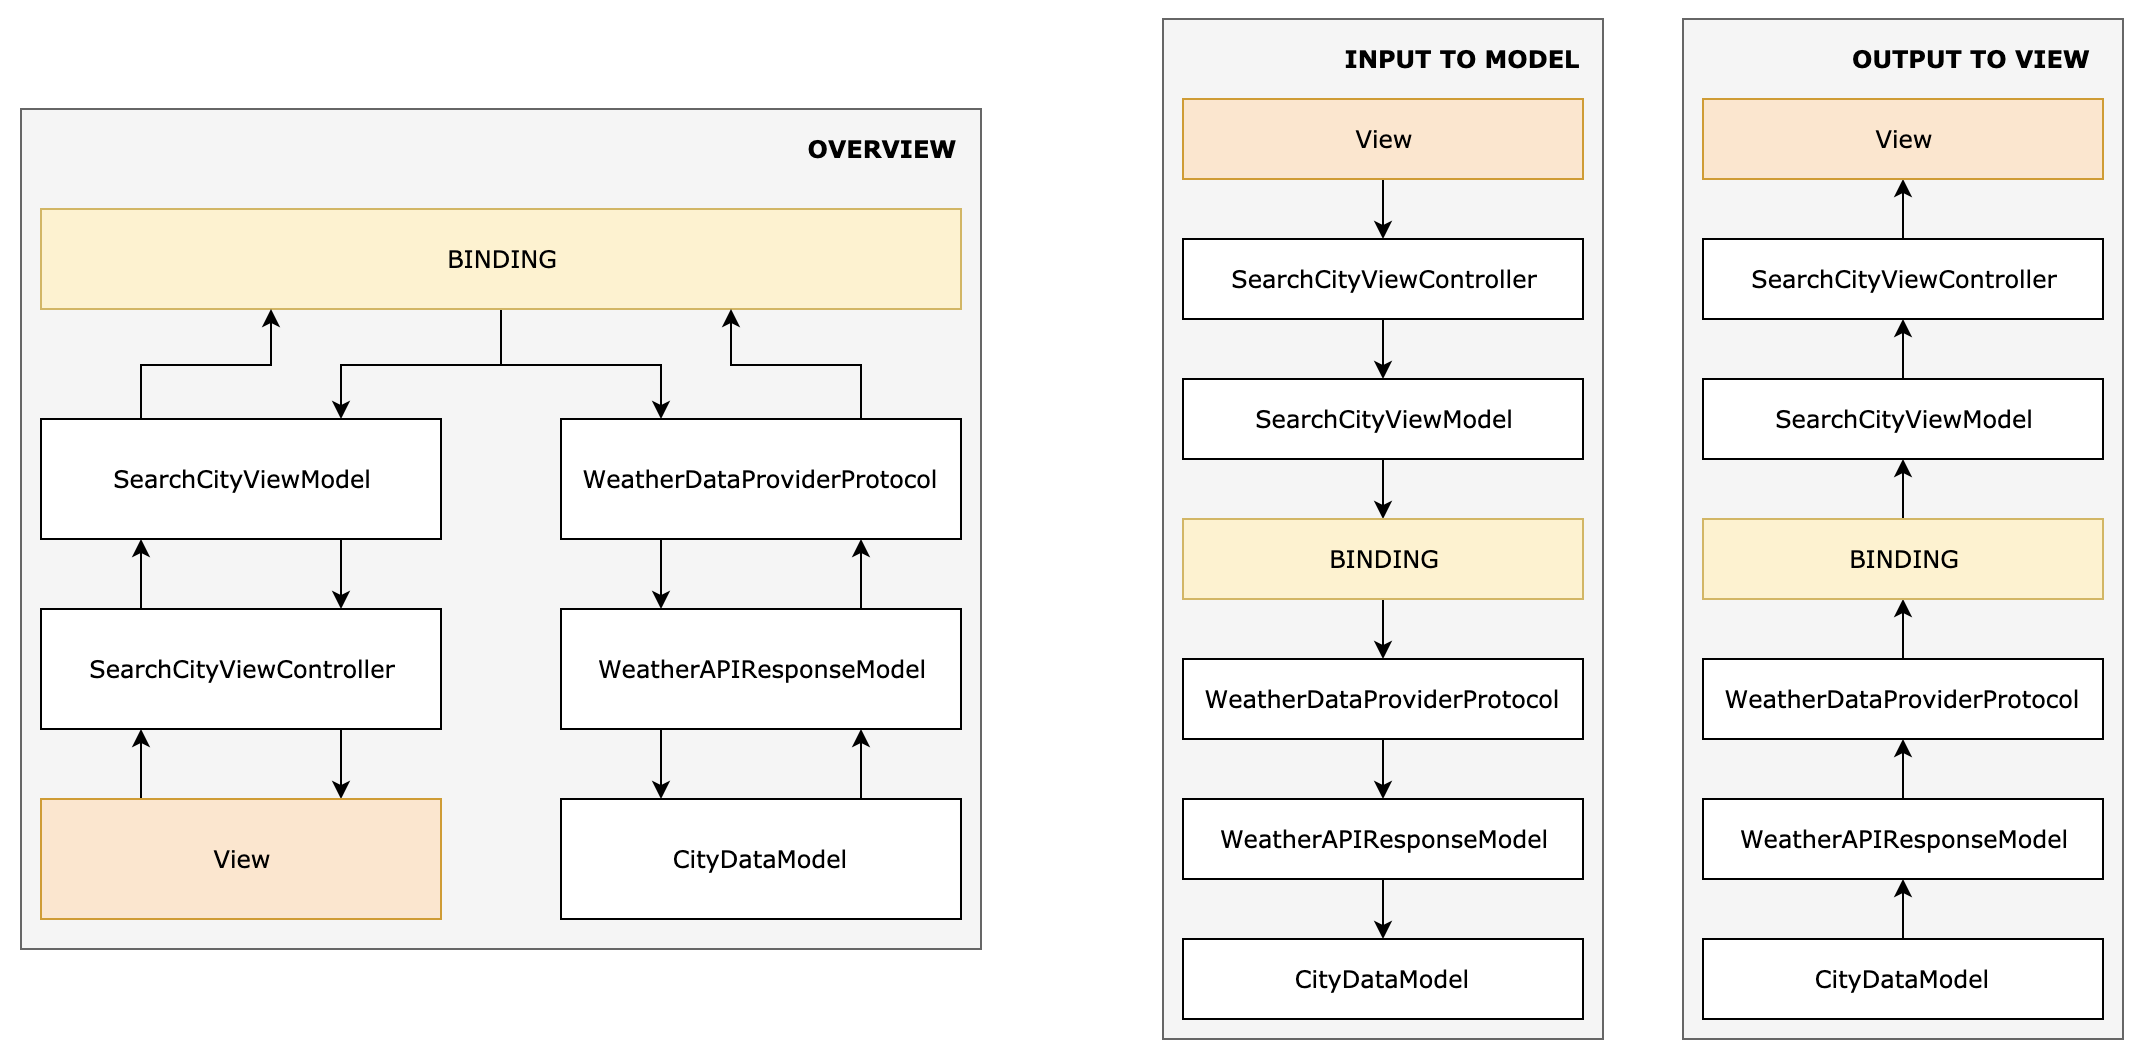 OVERVIEW
BINDING
SearchCityViewModel
WeatherDataProviderProtocol
SearchCityViewController
WeatherAPIResponseModel
View
CityDataModel
INPUT TO MODEL
View
SearchCityViewController
SearchCityViewModel
BINDING
WeatherDataProviderProtocol
WeatherAPIResponseModel
CityDataModel
OUTPUT TO VIEW
View
SearchCityViewController
SearchCityViewModel
BINDING
WeatherDataProviderProtocol
WeatherAPIResponseModel
CityDataModel